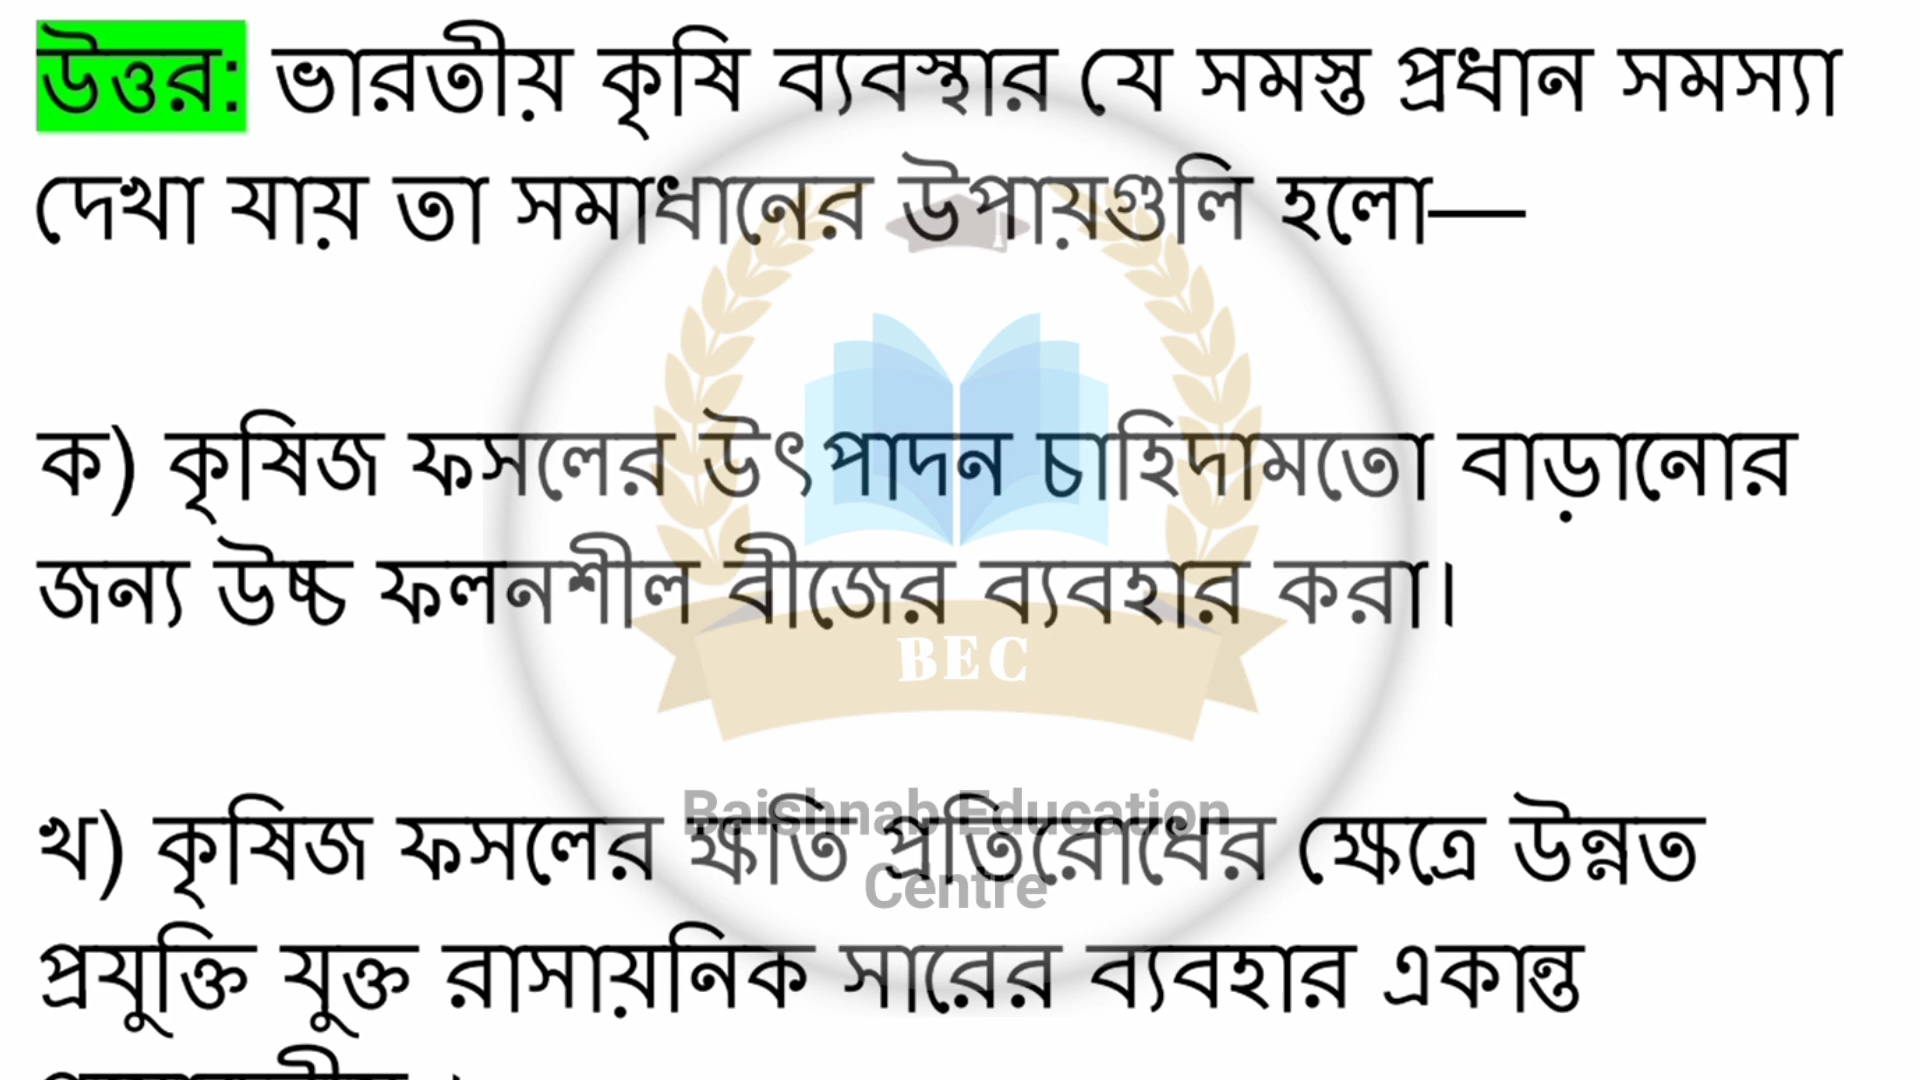 উত্তর: ভারতীয় কৃষি ব্যবস্থার যে সমস্ত প্রধান সমস্যা
দেখা যায় তা সমাধানের উপায়গুলি হলো—
ক) কৃষিজ ফসলের উৎপাদন চাহিদামতো বাড়ানোর
জন্য উচ্চ ফলনশীল বীজের ব্যবহার করা।
BEC
Baishnab Education
Centre
খ) কৃষিজ ফসলের ক্ষতি প্রতিরোধের ক্ষেত্রে উন্নত
প্রযুক্তি যুক্ত রাসায়নিক সারের ব্যবহার একান্ত